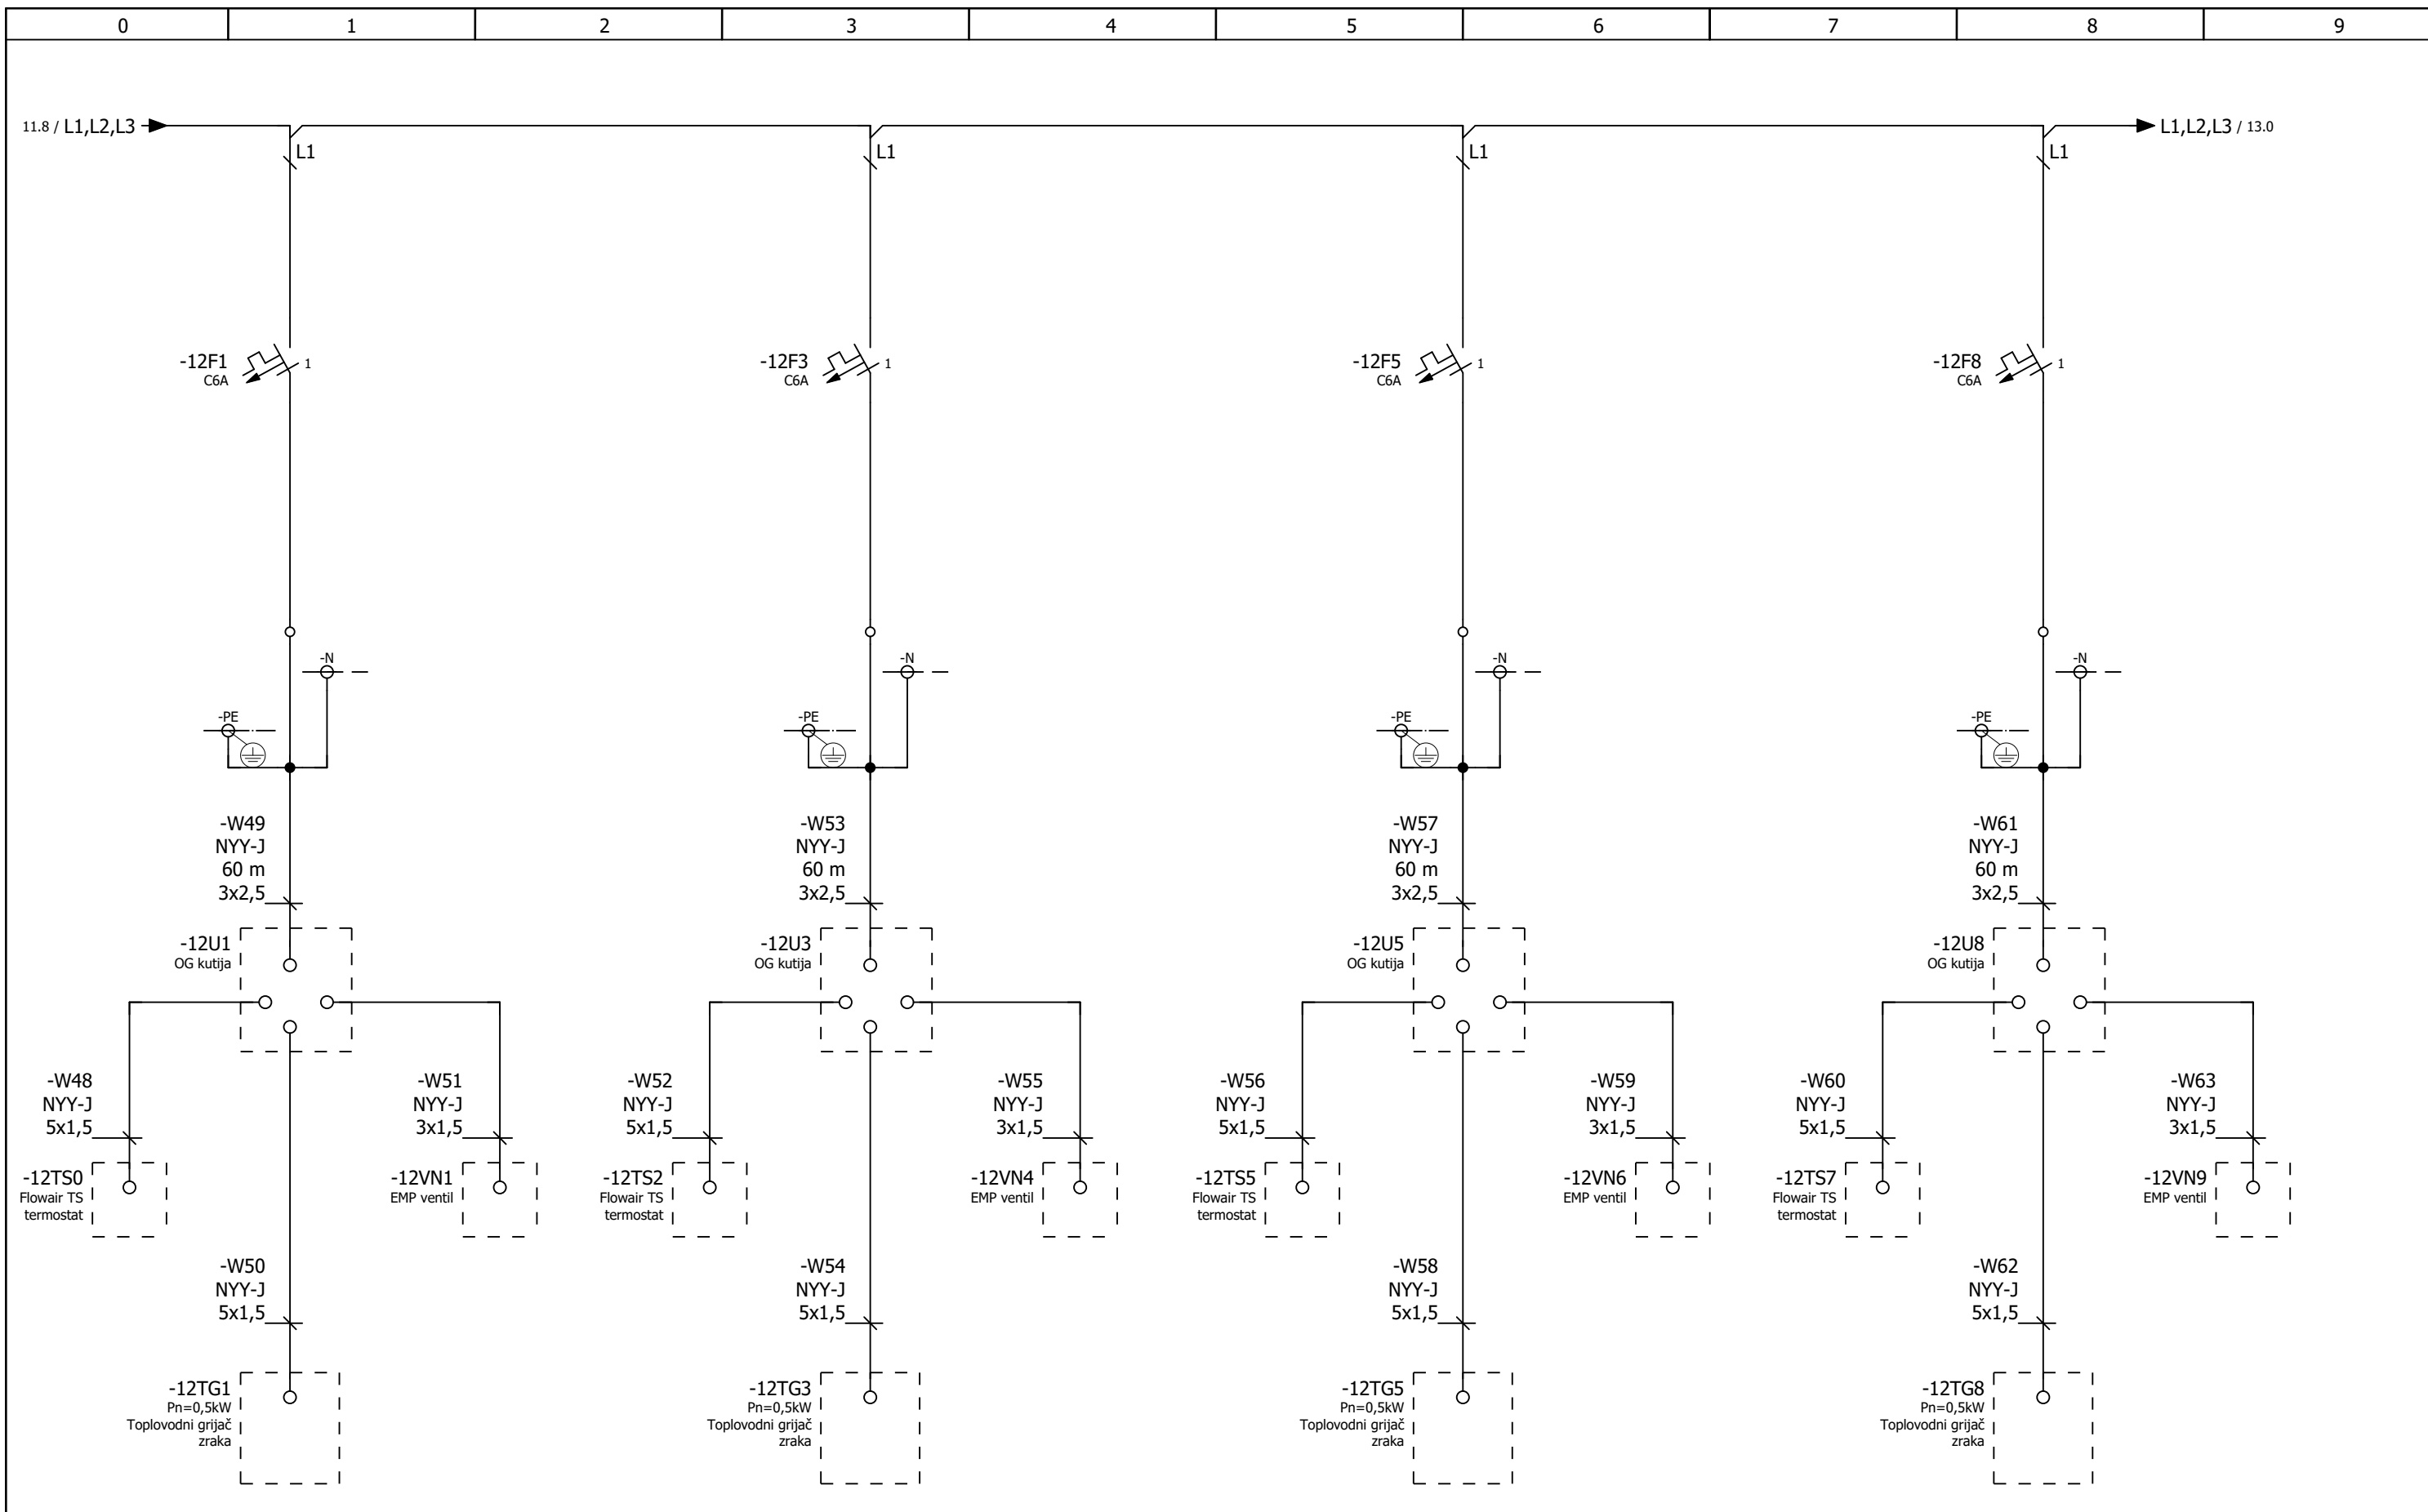 0 1 2 3 4 5 6 7 8 9
11.8 / L1,L2,L3
L1,L2,L3 / 13.0
L1 L1 L1 L1
-12F1
C6A
1
-12F3
C6A
1
-12F5
C6A
1
-12F8
C6A
1
-N
-PE
-N
-PE
-N
-PE
-N
-PE
-W49
NYY-J
60 m
3x2,5
-W53
NYY-J
60 m
3x2,5
-W57
NYY-J
60 m
3x2,5
-W61
NYY-J
60 m
3x2,5
-12U1
OG kutija
-12U3
OG kutija
-12U5
OG kutija
-12U8
OG kutija
-W48
NYY-J
5x1,5
-W51
NYY-J
3x1,5
-W52
NYY-J
5x1,5
-W55
NYY-J
3x1,5
-W56
NYY-J
5x1,5
-W59
NYY-J
3x1,5
-W60
NYY-J
5x1,5
-W63
NYY-J
3x1,5
-12TS0
Flowair TS
termostat
-12VN1
EMP ventil
-12TS2
Flowair TS
termostat
-12VN4
EMP ventil
-12TS5
Flowair TS
termostat
-12VN6
EMP ventil
-12TS7
Flowair TS
termostat
-12VN9
EMP ventil
-W50
NYY-J
5x1,5
-W54
NYY-J
5x1,5
-W58
NYY-J
5x1,5
-W62
NYY-J
5x1,5
-12TG1
Pn=0,5kW
Toplovodni grijač
zraka
-12TG3
Pn=0,5kW
Toplovodni grijač
zraka
-12TG5
Pn=0,5kW
Toplovodni grijač
zraka
-12TG8
Pn=0,5kW
Toplovodni grijač
zraka